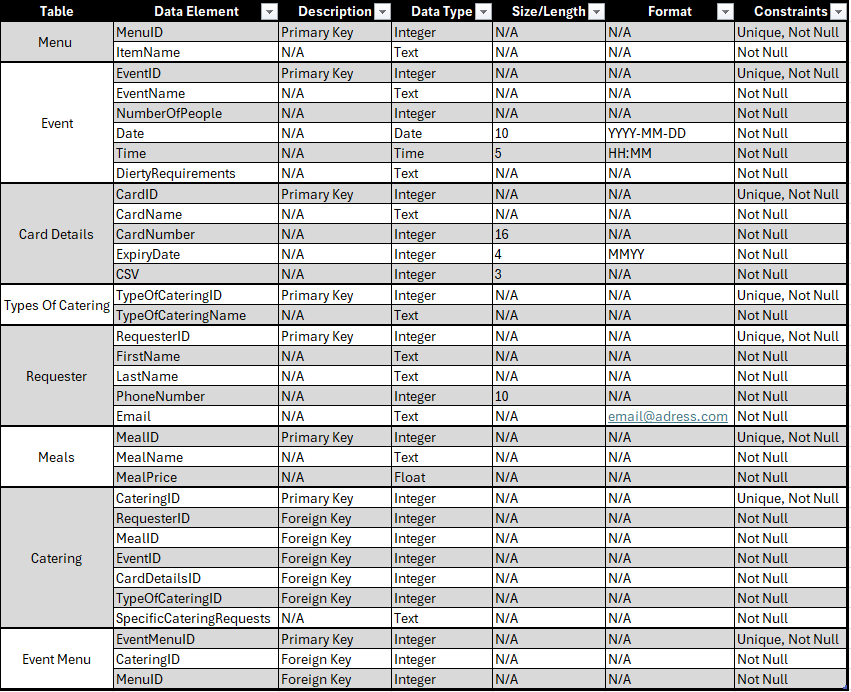 Table Data Element Description Data Type Size/Length Format Constraints
Menu
MenuID Primary Key Integer N/A N/A Unique, Not Null
ItemName N/A Text N/A N/A Not Null
Event
EventID Primary Key Integer N/A N/A Unique, Not Null
EventName N/A Text N/A N/A Not Null
NumberOfPeople N/A Integer N/A N/A Not Null
Date N/A Date 10 YYYY-MM-DD Not Null
Time N/A Time 5 HH:MM Not Null
DiertyRequirements N/A Text N/A N/A Not Null
Card Details
CardID Primary Key Integer N/A N/A Unique, Not Null
CardName N/A Text N/A N/A Not Null
CardNumber N/A Integer 16 N/A Not Null
ExpiryDate N/A Integer 4 MMYY Not Null
CSV N/A Integer 3 N/A Not Null
Types Of Catering
TypeOfCateringID Primary Key Integer N/A N/A Unique, Not Null
TypeOfCateringName N/A Text N/A N/A Not Null
Requester
RequesterID Primary Key Integer N/A N/A Unique, Not Null
FirstName N/A Text N/A N/A Not Null
LastName N/A Text N/A N/A Not Null
PhoneNumber N/A Integer 10 N/A Not Null
Email N/A Text N/A email@adress.com Not Null
Meals
MealID Primary Key Integer N/A N/A Unique, Not Null
MealName N/A Text N/A N/A Not Null
MealPrice N/A Float N/A N/A Not Null
Catering
CateringID Primary Key Integer N/A N/A Unique, Not Null
RequesterID Foreign Key Integer N/A N/A Not Null
MealID Foreign Key Integer N/A N/A Not Null
EventID Foreign Key Integer N/A N/A Not Null
CardDetailsID Foreign Key Integer N/A N/A Not Null
TypeOfCateringID Foreign Key Integer N/A N/A Not Null
SpecificCateringRequests N/A Text N/A N/A Not Null
Event Menu
EventMenuID Primary Key Integer N/A N/A Unique, Not Null
CateringID Foreign Key Integer N/A N/A Not Null
MenuID Foreign Key Integer N/A N/A Not Null